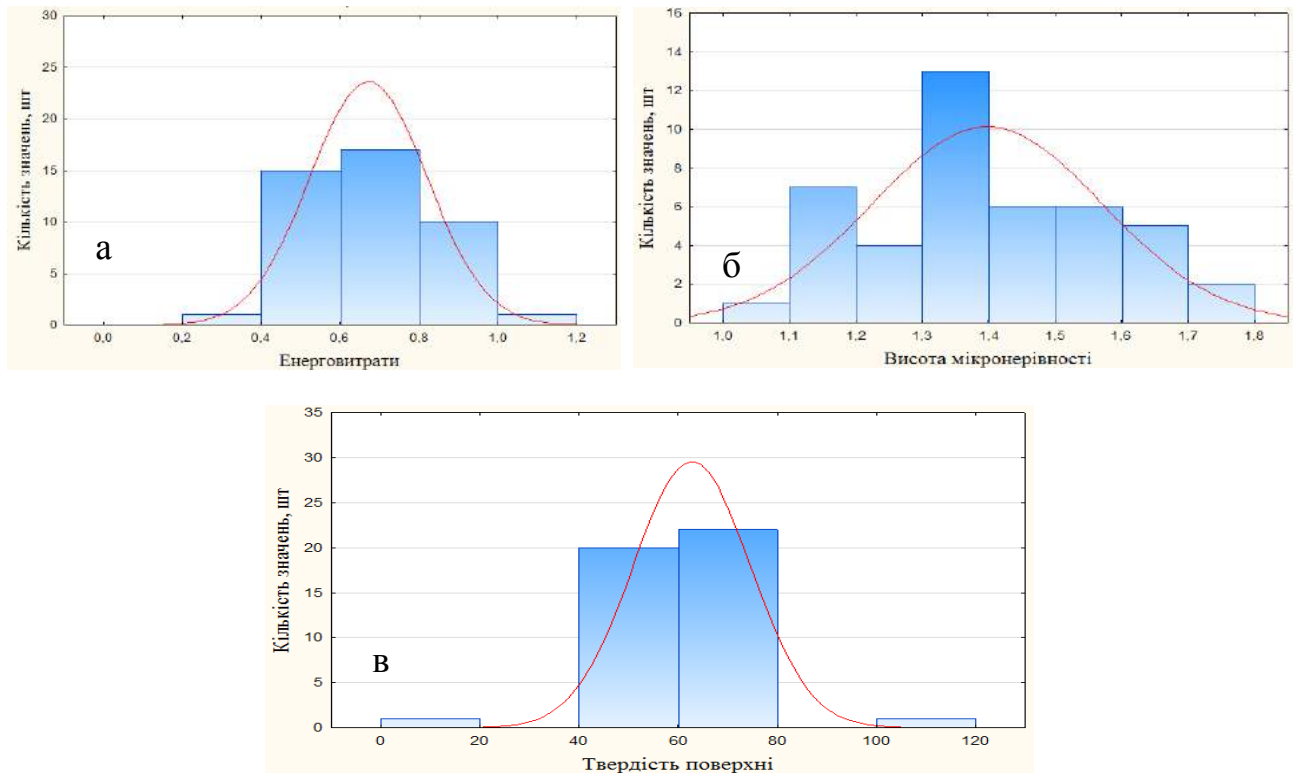 30
25
20
15
10
5
0
Кількість значень, шт
а
0,0 0,2 0,4 0,6 0,8 1,0 1,2
Енерговитрати
16
14
12
10
8
6
4
2
0
Кількість значень, шт
б
1,0 1,1 1,2 1,3 1,4 1,5 1,6 1,7 1,8
Висота мікронерівності
35
30
25
20
15
10
5
0
Кількість значень, шт
в
0 20 40 60 80 100 120
Твердість поверхні